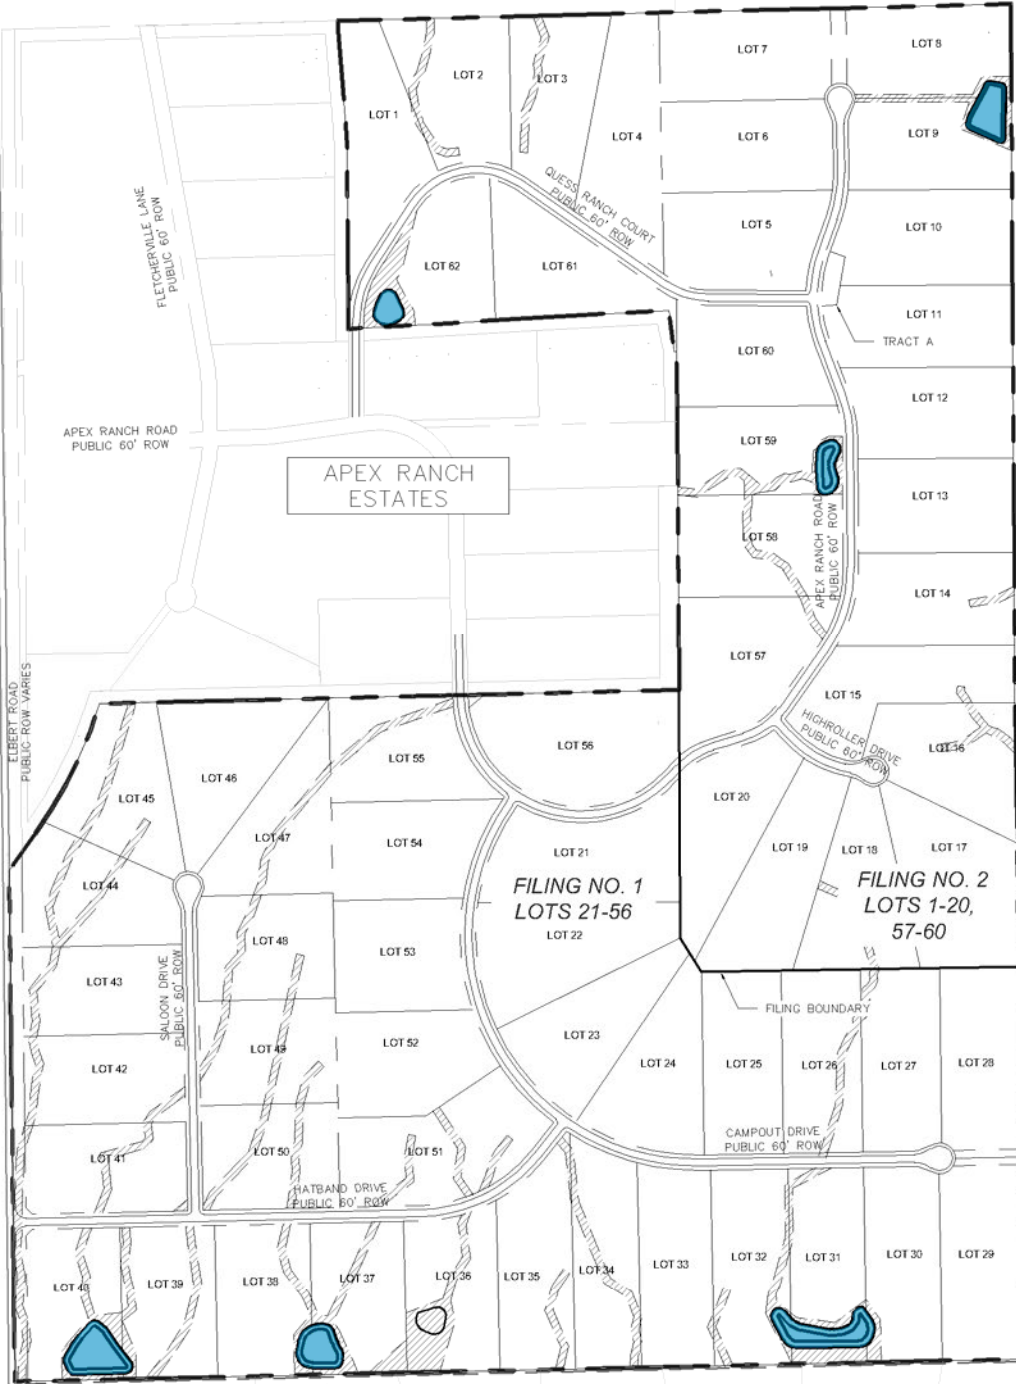 LOT 1
LOT 2
LOT 3
LOT 4
LOT 7
LOT 8
LOT 6
LOT 9
LOT 5
LOT 10
QUESS RANCH COURT
PUBLIC 60' ROW
FLETCHERVILLE LANE
PUBLIC 60' ROW
LOT 62
LOT 61
LOT 11
TRACT A
LOT 60
LOT 12
APEX RANCH ROAD
PUBLIC 60' ROW
APEX RANCH
ESTATES
LOT 59
LOT 13
LOT 58
APEX RANCH ROAD
PUBLIC 60' ROW
LOT 14
LOT 57
LOT 15
ELBERT ROAD
PUBLIC ROW VARIES
HIGHROLLER DRIVE
PUBLIC 60' ROW
LOT 16
LOT 56
LOT 55
LOT 46
LOT 45
LOT 20
LOT 47
LOT 54
LOT 21
LOT 19
LOT 18
LOT 17
LOT 44
FILING NO. 1
LOTS 21-56
FILING NO. 2
LOTS 1-20,
57-60
LOT 22
LOT 48
LOT 53
LOT 43
SALOON DRIVE
PUBLIC 60' ROW
FILING BOUNDARY
LOT 23
LOT 52
LOT 49
LOT 42
LOT 24
LOT 25
LOT 26
LOT 27
LOT 28
CAMPOUT DRIVE
PUBLIC 60' ROW
LOT 41
LOT 50
LOT 51
HATBAND DRIVE
PUBLIC 60' ROW
LOT 40
LOT 39
LOT 38
LOT 37
LOT 36
LOT 35
LOT 34
LOT 33
LOT 32
LOT 31
LOT 30
LOT 29